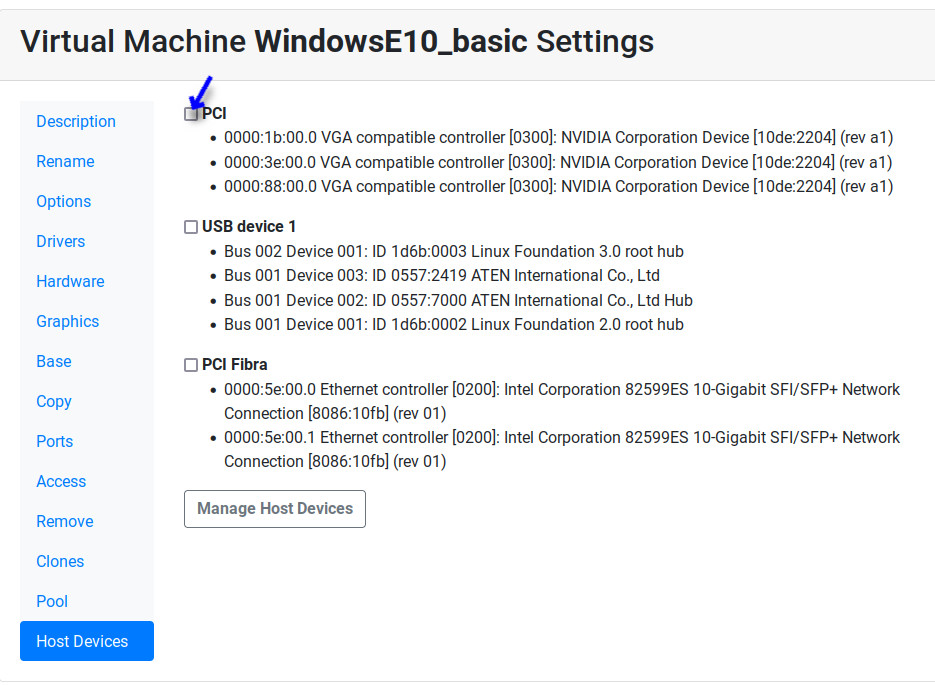 Virtual Machine WindowsE10_basic Settings
Description
Rename
Options
Drivers
Hardware
Graphics
Base
Copy
Ports
Access
Remove
Clones
Pool
Host Devices
PCI
0000:1b:00.0 VGA compatible controller [0300]: NVIDIA Corporation Device [10de:2204] (rev a1)
0000:3e:00.0 VGA compatible controller [0300]: NVIDIA Corporation Device [10de:2204] (rev a1)
0000:88:00.0 VGA compatible controller [0300]: NVIDIA Corporation Device [10de:2204] (rev a1)
USB device 1
Bus 002 Device 001: ID 1d6b:0003 Linux Foundation 3.0 root hub
Bus 001 Device 003: ID 0557:2419 ATEN International Co., Ltd
Bus 001 Device 002: ID 0557:7000 ATEN International Co., Ltd Hub
Bus 001 Device 001: ID 1d6b:0002 Linux Foundation 2.0 root hub
PCI Fibra
0000:5e:00.0 Ethernet controller [0200]: Intel Corporation 82599ES 10-Gigabit SFI/SFP+ Network
Connection [8086:10fb] (rev 01)
0000:5e:00.1 Ethernet controller [0200]: Intel Corporation 82599ES 10-Gigabit SFI/SFP+ Network
Connection [8086:10fb] (rev 01)
Manage Host Devices